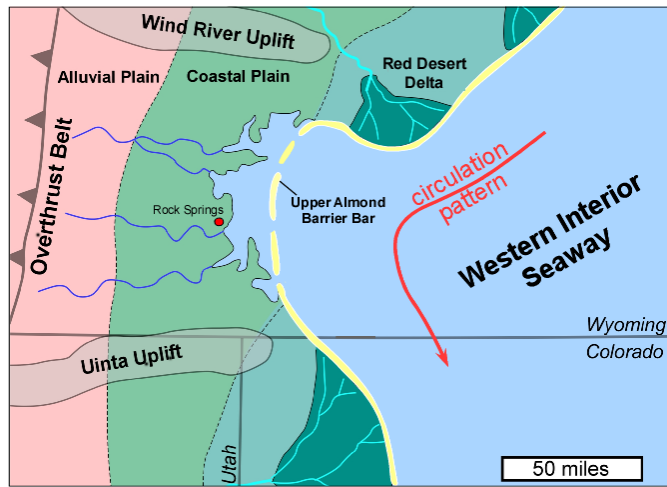 Wind River Uplift
Alluvial Plain
Coastal Plain
Red Desert
Delta
Overthrust Belt
Rock Springs
Upper Almond
Barrier Bar
circulation
pattern
Western Interior
Seaway
Wyoming
Colorado
Uinta Uplift
Utah
50 miles